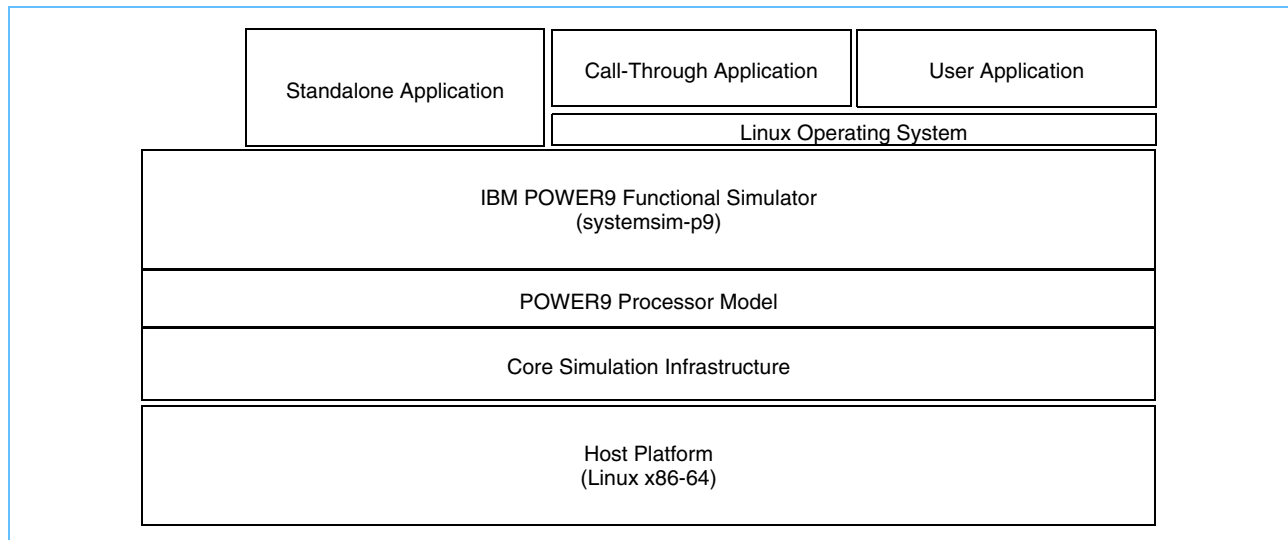 Standalone Application
Call-Through Application
User Application
Linux Operating System
IBM POWER9 Functional Simulator
(systemsim-p9)
POWER9 Processor Model
Core Simulation Infrastructure
Host Platform
(Linux x86-64)